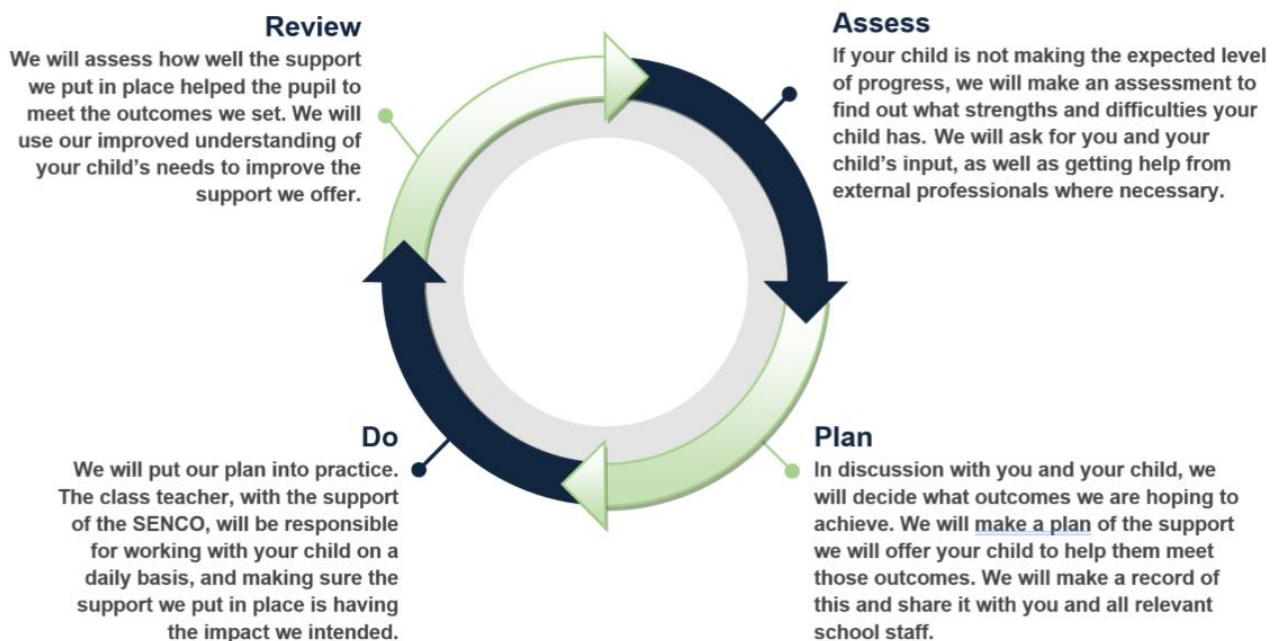 Review
We will assess how well the support
we put in place helped the pupil to
meet the outcomes we set. We will
use our improved understanding of
your child's needs to improve the
support we offer.
Assess
If your child is not making the expected level
of progress, we will make an assessment to
find out what strengths and difficulties your
child has. We will ask for you and your
child's input, as well as getting help from
external professionals where necessary.
Do
We will put our plan into practice.
The class teacher, with the support
of the SENCO, will be responsible
for working with your child on a
daily basis, and making sure the
support we put in place is having
the impact we intended.
Plan
In discussion with you and your child, we
will decide what outcomes we are hoping to
achieve. We will make a plan of the support
we will offer your child to help them meet
those outcomes. We will make a record of
this and share it with you and all relevant
school staff.